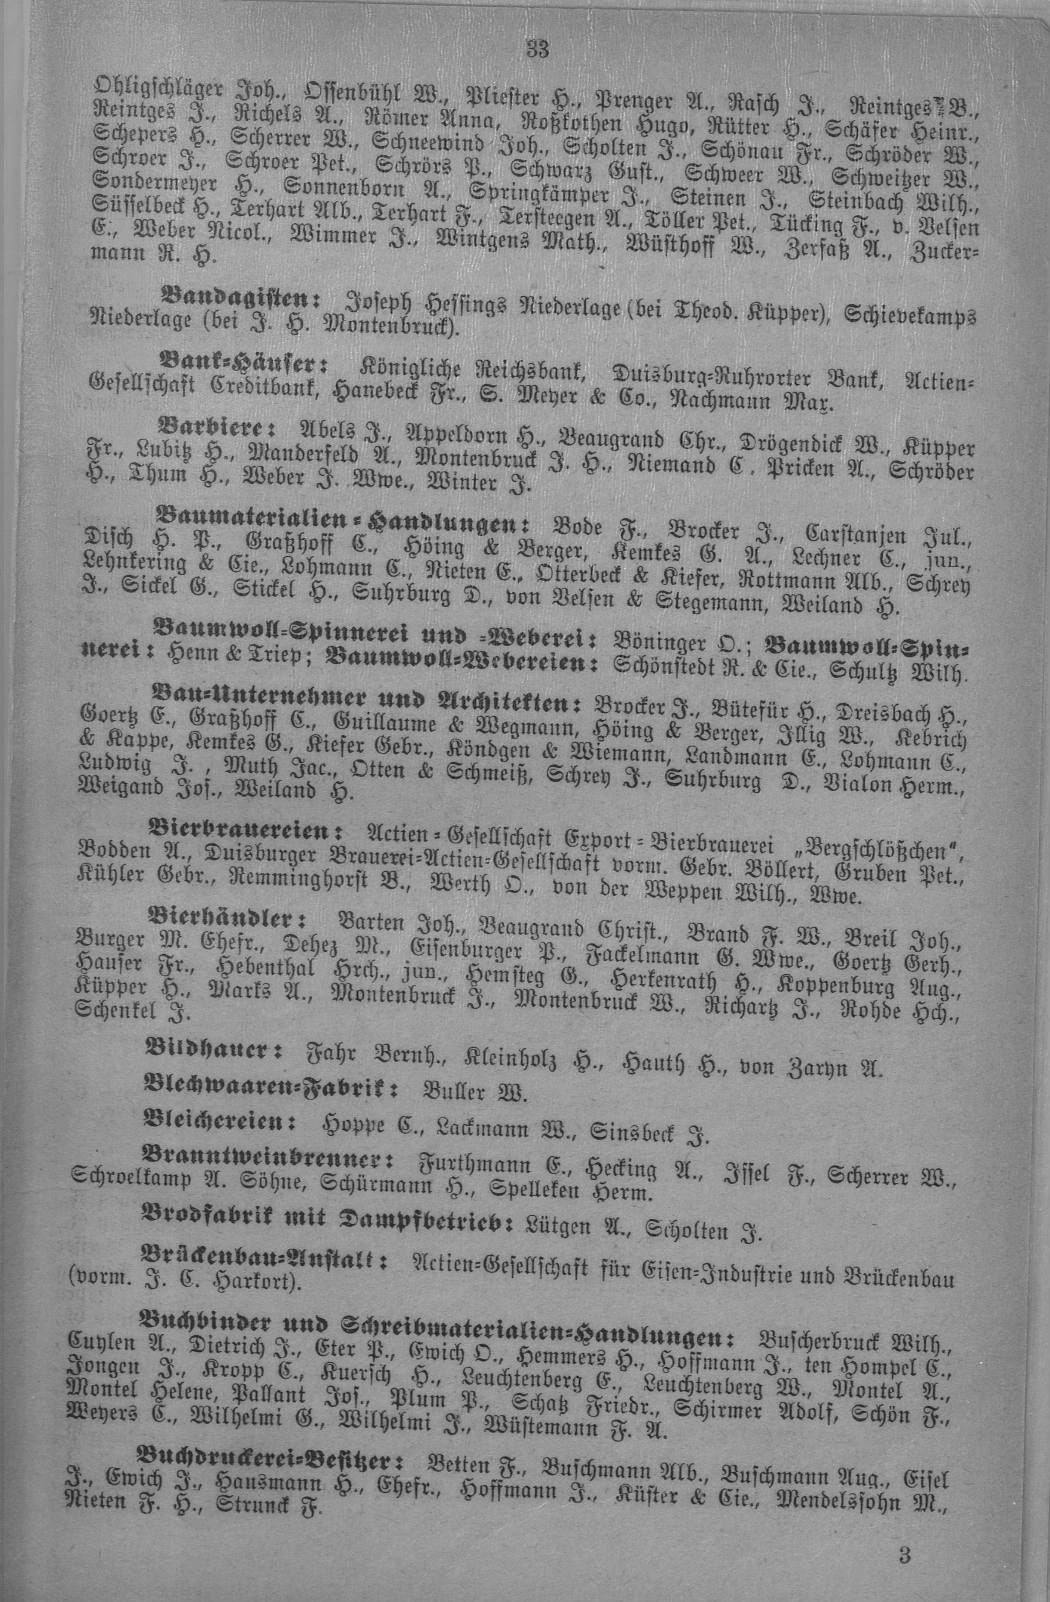 33
Ohligschläger Joh., Ossenbühl W., Pliester H., Prenger A., Rasch J., Reintges B.,
Reintges J., Richels A., Römer Anna, Roßkothen Hugo, Rütter H., Schäfer Heinr.,
Schepers H., Scherrer W., Schneewind Joh., Scholten J., Schönau Fr., Schröder W.,
Schroer J., Schroer Pet., Schrörs P., Schwarz Gust., Schweer W., Schweitzer W.,
Sondermeyer H., Sonnenborn A., Springkämper J., Steinen J., Steinbach Wilh.,
Süsselbeck H., Terhart Alb., Terhart F., Tersteegen A., Töller Pet., Tücking F., v. Velsen
E., Weber Nicol., Wimmer J., Wintgens Math., Wüsthoff W., Zerfaß A., Zucker-
mann R. H.
Bandagisten: Joseph Hessings Niederlage (bei Theod. Küpper), Schievekamps
Niederlage (bei J. H. Montenbruck).
Bank-Häuser: Königliche Reichsbank, Duisburg-Ruhrorter Bank, Actien-
Gesellschaft Creditbank, Hanebeck Fr., S. Meyer & Co., Nachmann Max.
Barbiere: Abels J., Appeldorn H., Beaugrand Chr., Drögendick W., Küpper
Fr., Lubitz H., Manderfeld A., Montenbruck J. H., Niemand C. Pricken A., Schröder
H., Thum H., Weber J. Wwe., Winter J.
Baumaterialien-Handlungen: Bode F., Brocker J., Carstanjen Jul.,
Disch H. P., Graßhoff C., Höing & Berger, Kemkes G. A., Lechner C., jun.,
Lehnkering & Cie., Lohmann C., Nieten E., Otterbeck & Kiefer, Rottmann Alb., Schrey
J., Sickel G., Stickel H., Suhrburg D., von Velsen & Stegemann, Weiland H.
Baumwoll-Spinnerei und -Weberei: Böninger O.; Baumwoll-Spin-
nerei: Henn & Triep; Baumwoll-Webereien: Schönstedt R. & Cie., Schultz Wilh.
Bau-Unternehmer und Architekten: Brocker J., Bütefür H., Dreisbach H.,
Goertz E., Graßhoff C., Guillaume & Wegmann, Höing & Berger, Illig W., Kebrich
& Kappe, Kemkes G., Kiefer Gebr., Köndgen & Wiemann, Landmann E., Lohmann C.,
Ludwig J., Muth Jac., Otten & Schmeiß, Schrey J., Suhrburg D., Vialon Herm.,
Weigand Jos., Weiland H.
Bierbrauereien: Actien-Gesellschaft Export-Bierbrauerei „Bergschlößchen“,
Bodden A., Duisburger Brauerei-Actien-Gesellschaft vorm. Gebr. Böllert, Gruben Pet.,
Kühler Gebr., Remminghorst B., Werth O., von der Weppen Wilh., Wwe.
Bierhändler: Barten Joh., Beaugrand Christ., Brand F. W., Breil Joh.,
Burger M. Ehefr., Dehez M., Eisenburger P., Fackelmann G. Wwe., Goertz Gerh.,
Hauser Fr., Hebenthal Hrch., jun., Hemsteg G., Herkenrath H., Koppenburg Aug.,
Küpper H., Marks A., Montenbruck J., Montenbruck W., Richartz J., Rohde Hch.,
Schenkel J.
Bildhauer: Fahr Bernh., Kleinholz H., Hauth H., von Zaryn A.
Blechwaaren-Fabrik: Buller W.
Bleichereien: Hoppe C., Lackmann W., Sinsbeck J.
Branntweinbrenner: Furthmann E., Hecking A., Issel F., Scherrer W.,
Schroelkamp A. Söhne, Schürmann H., Spelleken Herm.
Brodfabrik mit Dampfbetrieb: Lütgen A., Scholten J.
Brückenbau-Anstalt: Actien-Gesellschaft für Eisen-Industrie und Brückenbau
(vorm. J. C. Harkort).
Buchbinder und Schreibmaterialien-Handlungen: Buscherbruck Wilh.,
Cuylen A., Dietrich J., Eter P., Ewich O., Hemmers H., Hoffmann J., ten Hompel C.,
Jongen J., Kropp C., Kuersch H., Leuchtenberg E., Leuchtenberg W., Montel A.,
Montel Helene, Pallant Jos., Plum P., Schatz Friedr., Schirmer Adolf, Schön F.,
Weyers C., Wilhelmi G., Wilhelmi J., Wüstemann F. A.
Buchdruckerei-Besitzer: Betten F., Buschmann Alb., Buschmann Aug., Eisel
J., Ewich J., Hausmann H., Ehefr., Hoffmann J., Küster & Cie., Mendelssohn M.,
Nieten F. H., Strunck F.
3